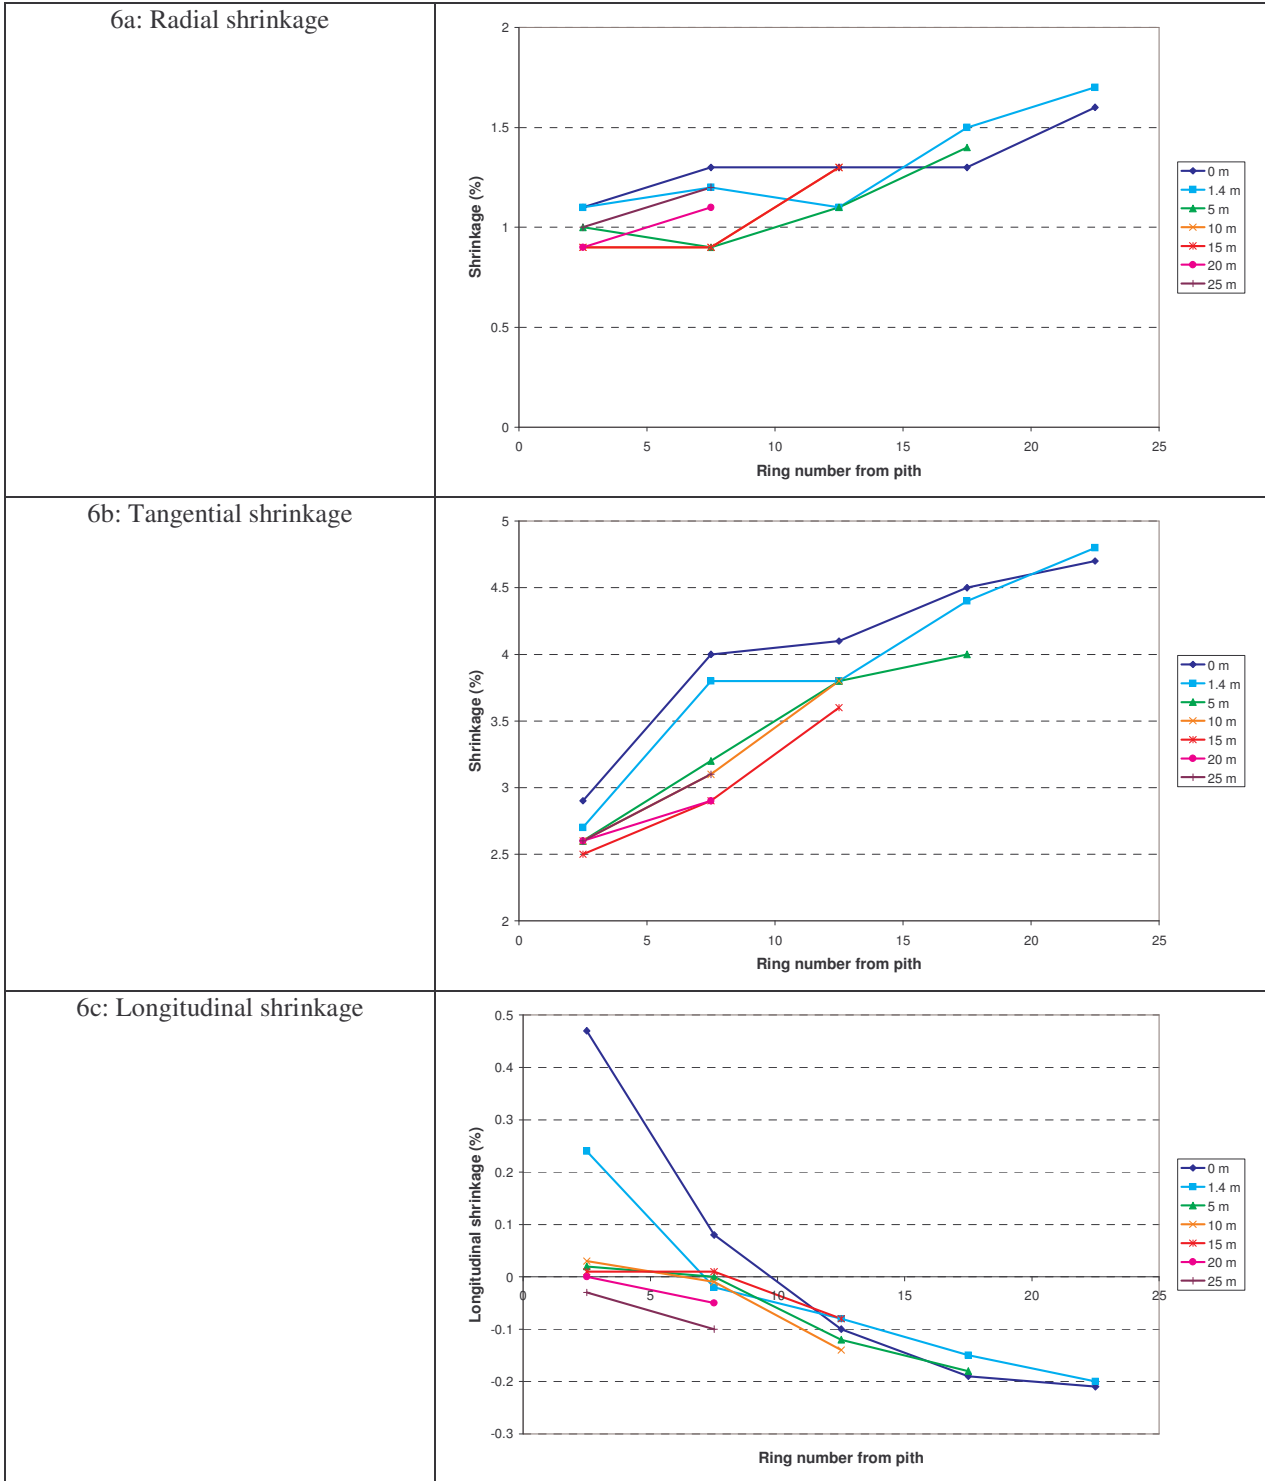 6a: Radial shrinkage
2
1.5
1
0.5
0
0 5 10 15 20 25
Shrinkage (%)
Ring number from pith
0 m
1.4 m
5 m
10 m
15 m
20 m
25 m
6b: Tangential shrinkage
5
4.5
4
3.5
3
2.5
2
0 5 10 15 20 25
Shrinkage (%)
Ring number from pith
0 m
1.4 m
5 m
10 m
15 m
20 m
25 m
6c: Longitudinal shrinkage
0.5
0.4
0.3
0.2
0.1
0
-0.1
-0.2
-0.3
0 5 10 15 20 25
Longitudinal shrinkage (%)
Ring number from pith
0 m
1.4 m
5 m
10 m
15 m
20 m
25 m